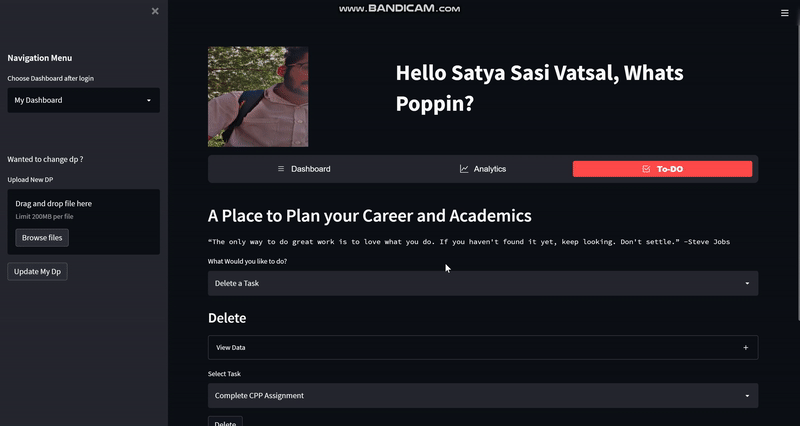 www.BANDICAM.com
Navigation Menu
Choose Dashboard after login
My Dashboard
Wanted to change dp ?
Upload New DP
Drag and drop file here
Limit 200MB per file
Browse files
Update My Dp
Hello Satya Sasi Vatsal, Whats
Poppin?
Dashboard
Analytics
To-DO
A Place to Plan your Career and Academics
“The only way to do great work is to love what you do. If you haven't found it yet, keep looking. Don't settle.” -Steve Jobs
What Would you like to do?
Delete a Task
Delete
View Data
Select Task
Complete CPP Assignment
Delete